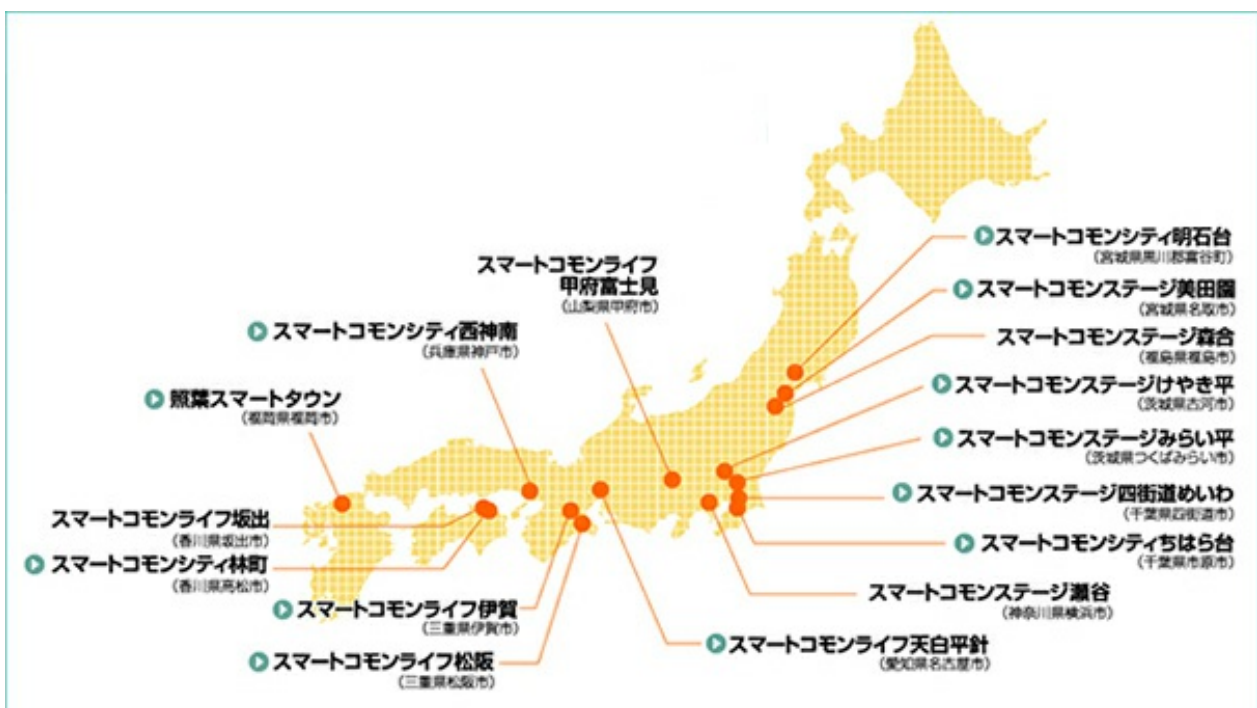 スマートコモンシティ明石台
(宮城県黒川郡富谷町)
スマートコモンライフ
甲府富士見
(山梨県甲府市)
スマートコモンステージ美田園
(宮城県名取市)
スマートコモンシティ西神南
(兵庫県神戸市)
スマートコモンステージ森合
(福島県福島市)
スマートコモンステージけやき平
(茨城県古河市)
照葉スマートタウン
(福岡県福岡市)
スマートコモンステージみらい平
(茨城県つくばみらい市)
スマートコモンステージ四街道めいわ
(千葉県四街道市)
スマートコモンライフ坂出
(香川県坂出市)
スマートコモンシティちはら台
(千葉県市原市)
スマートコモンシティ林町
(香川県高松市)
スマートコモンステージ瀬谷
(神奈川県横浜市)
スマートコモンライフ伊賀
(三重県伊賀市)
スマートコモンライフ天白平針
(愛知県名古屋市)
スマートコモンライフ松阪
(三重県松阪市)